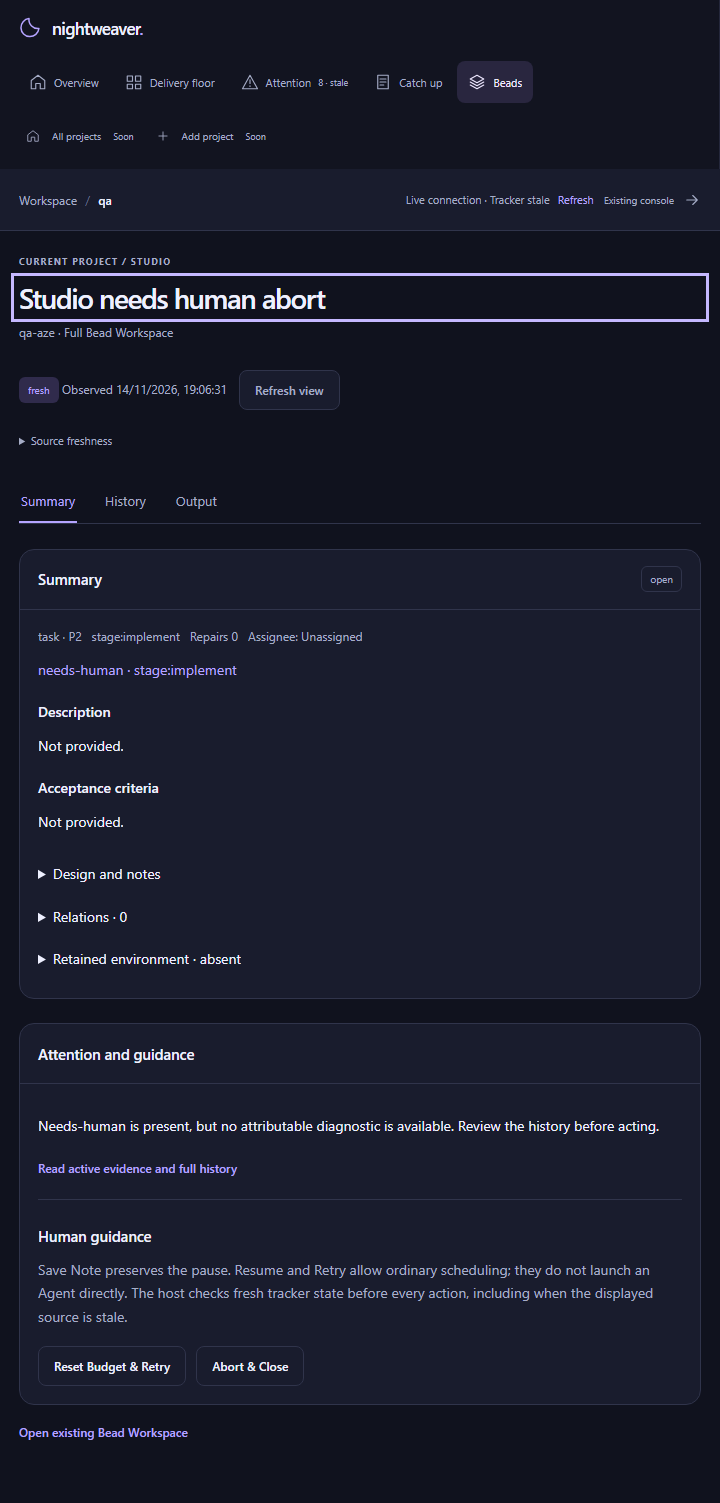 nightweaver.
Overview
Delivery floor
Attention 8 · stale
Catch up
Beads
All projects Soon
Add project Soon
Workspace / qa
Live connection · Tracker stale Refresh Existing console
CURRENT PROJECT / STUDIO
Studio needs human abort
qa-aze · Full Bead Workspace
fresh Observed 14/11/2026, 19:06:31 Refresh view
Source freshness
Summary History Output
Summary open
task · P2 stage:implement Repairs 0 Assignee: Unassigned
needs-human · stage:implement
Description
Not provided.
Acceptance criteria
Not provided.
Design and notes
Relations · 0
Retained environment · absent
Attention and guidance
Needs-human is present, but no attributable diagnostic is available. Review the history before acting.
Read active evidence and full history
Human guidance
Save Note preserves the pause. Resume and Retry allow ordinary scheduling; they do not launch an
Agent directly. The host checks fresh tracker state before every action, including when the displayed
source is stale.
Reset Budget & Retry Abort & Close
Open existing Bead Workspace